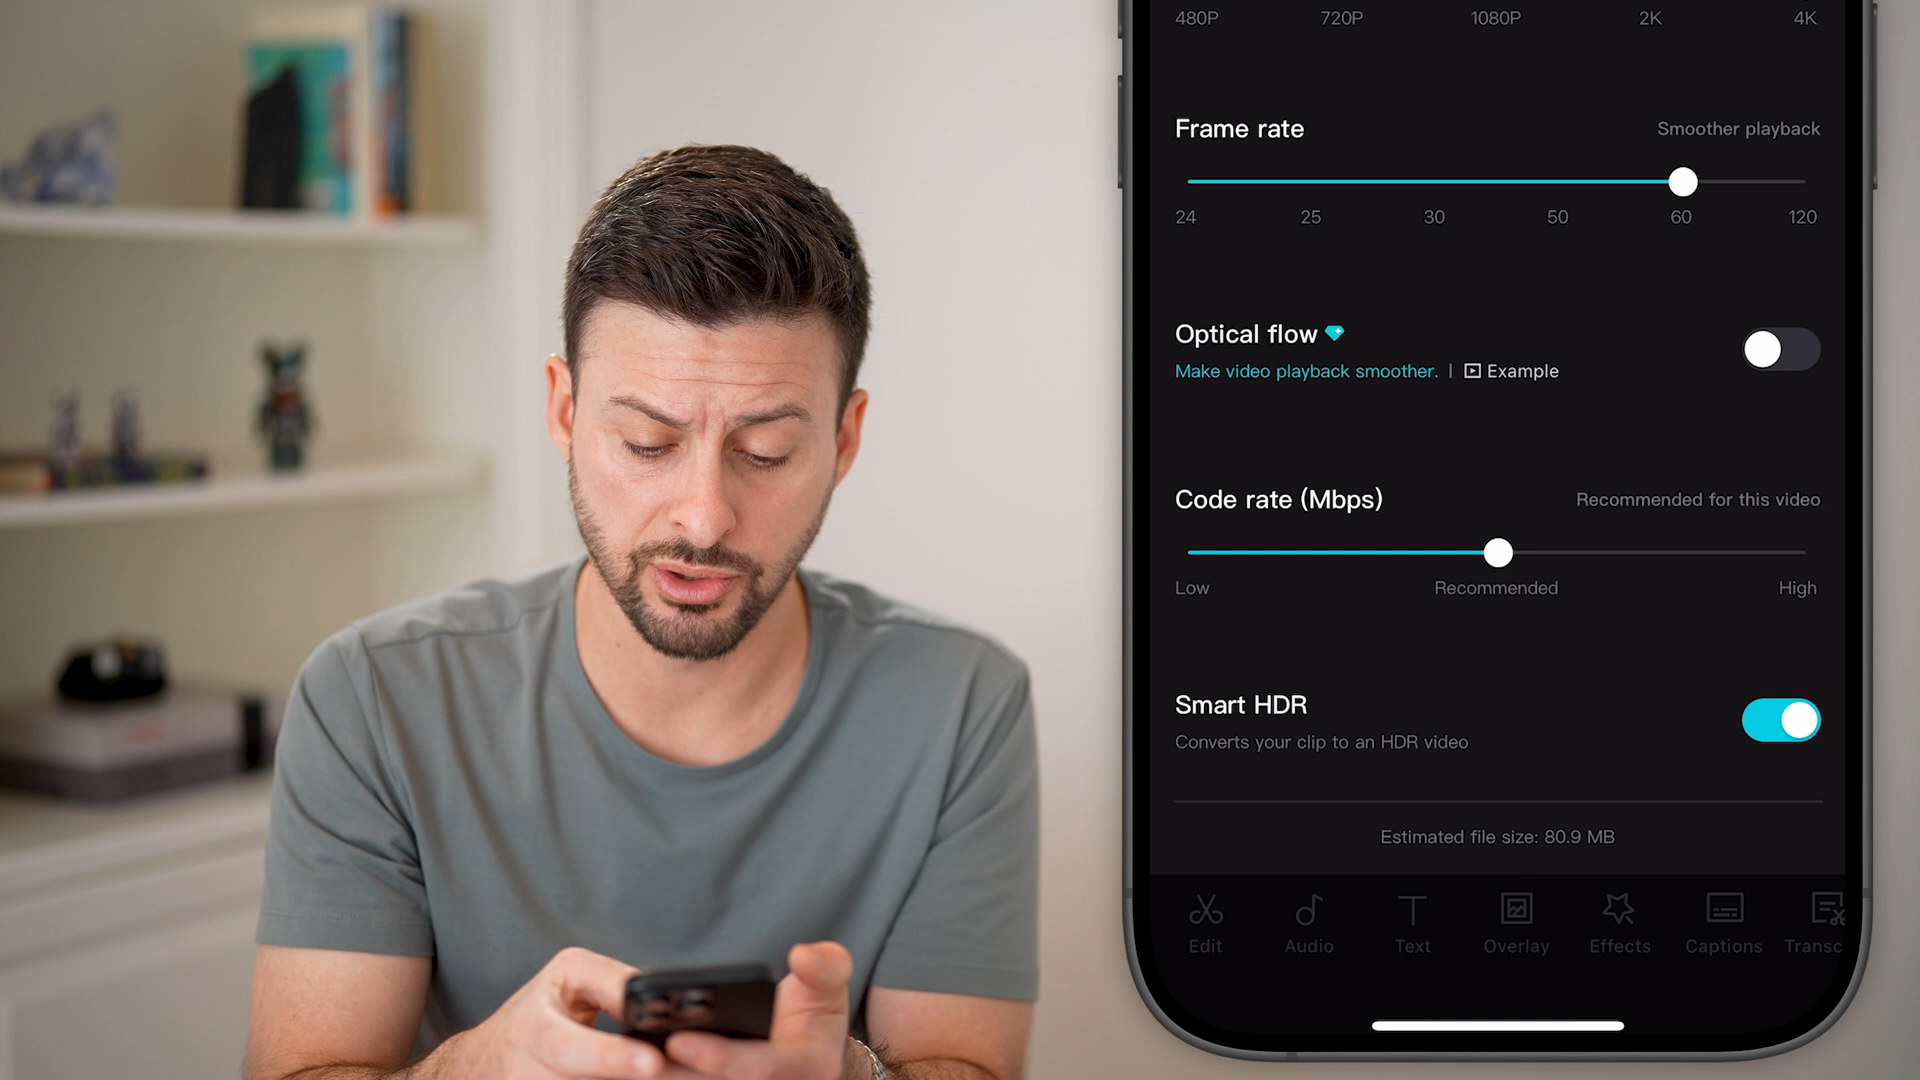 480P 720P 1080P 2K 4K
Frame rate Smoother playback
24 25 30 50 60 120
Optical flow
Make video playback smoother. | Example
Code rate (Mbps) Recommended for this video
Low Recommended High
Smart HDR
Converts your clip to an HDR video
Estimated file size: 80.9 MB
Edit Audio Text Overlay Effects Captions Transc